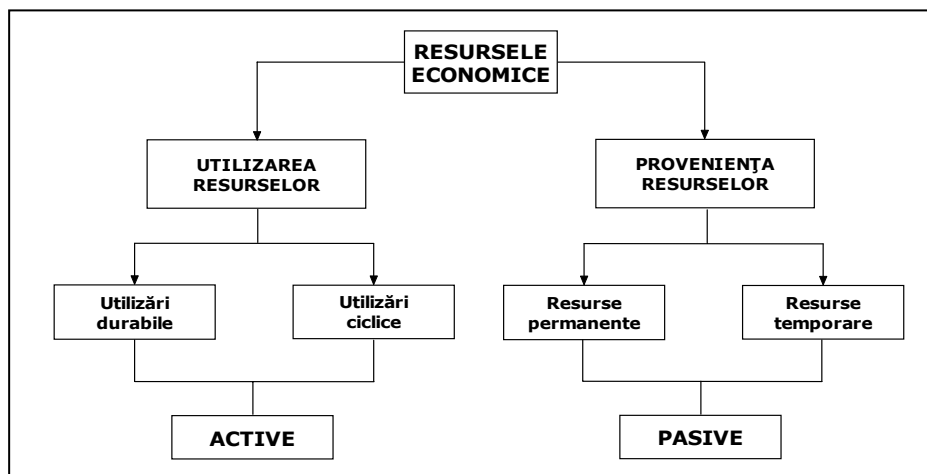 RESURSELE
ECONOMICE
UTILIZAREA
RESURSELOR
PROVENIENŢA
RESURSELOR
Utilizări
durabile
Utilizări
ciclice
Resurse
permanente
Resurse
temporare
ACTIVE
PASIVE